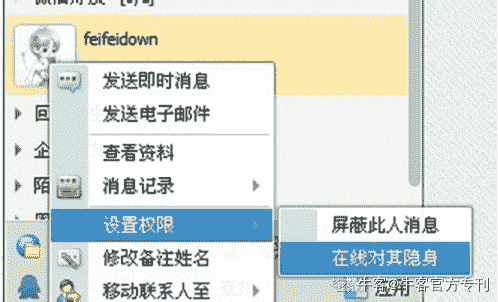 feifeidown
发送即时消息
发送电子邮件
查看资料
消息记录
设置权限
屏蔽此人消息
在线对其隐身
修改备注姓名
移动联系人至
企
陌
牛客@牛客官方专刊